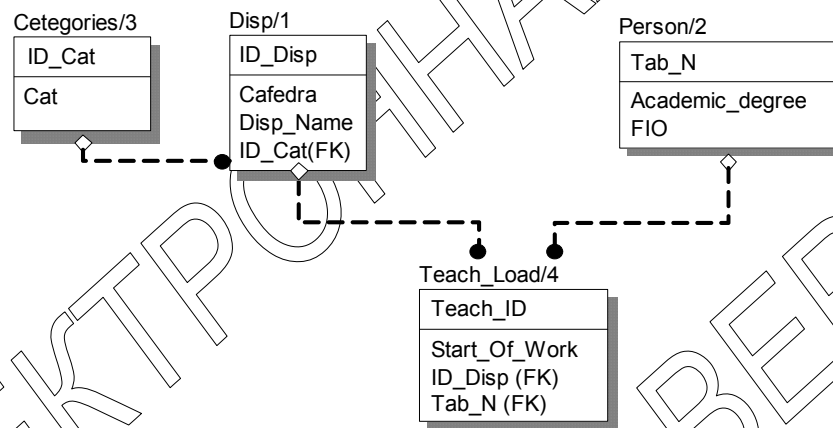 Cetegories/3
ID_Cat
Cat
Disp/1
ID_Disp
Cafedra
Disp_Name
ID_Cat(FK)
Person/2
Tab_N
Academic_degree
FIO
Teach_Load/4
Teach_ID
Start_Of_Work
ID_Disp (FK)
Tab_N (FK)